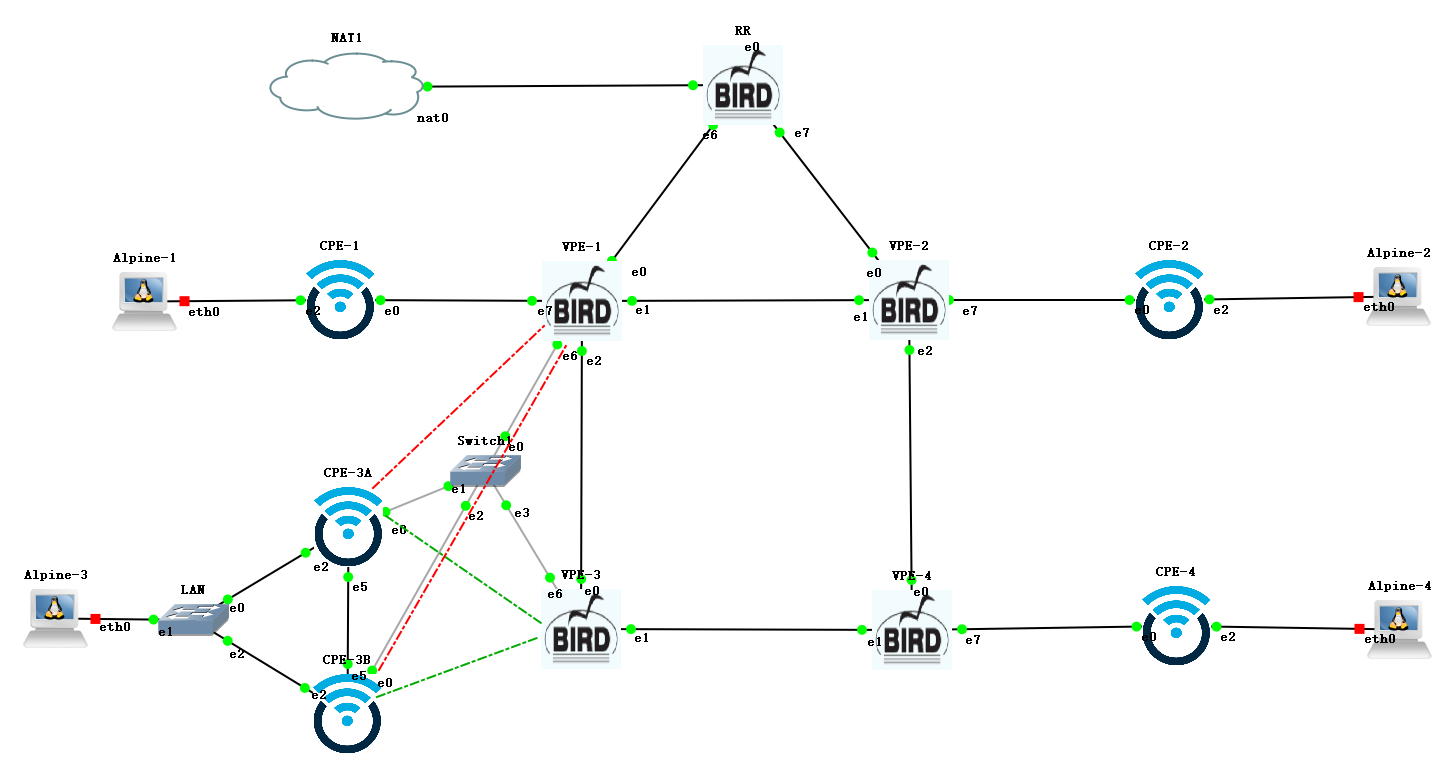 RR
e0
NAT1
BIRD
nat0
e6
e7
Alpine-1
CPE-1
VPE-1
VPE-2
CPE-2
Alpine-2
e0
e0
BIRD
BIRD
eth0
e2
e0
e7
e1
e1
e7
e0
e2
eth0
e6
e2
e2
Switch1
e0
CPE-3A
e1
e2
e3
e0
Alpine-3
LAN
e2
e5
VPE-3
e0
e6
VPE-4
e0
CPE-4
Alpine-4
e0
eth0
e1
e2
BIRD
e1
e1
BIRD
e7
e0
e2
eth0
CPE-3B
e5
e0
e2